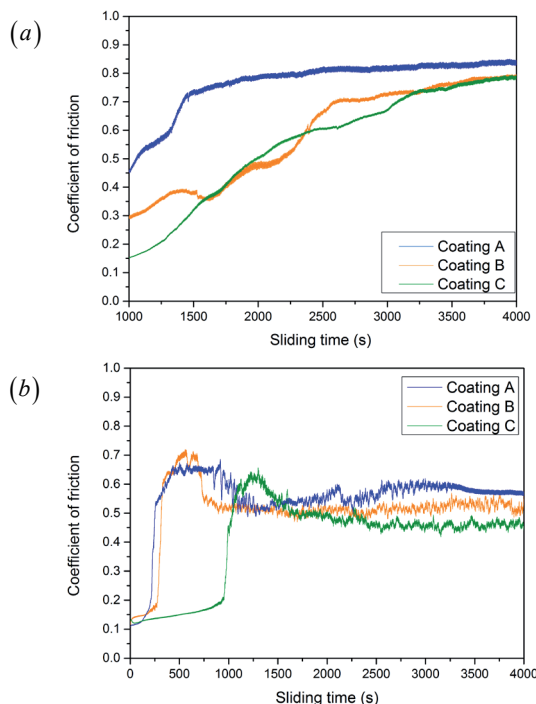 (a)
1.0
0.9
0.8
0.7
0.6
0.5
0.4
0.3
0.2
0.1
0.0
Coefficient of friction
Coating A
Coating B
Coating C
1000 1500 2000 2500 3000 3500 4000
Sliding time (s)
(b)
1.0
0.9
0.8
0.7
0.6
0.5
0.4
0.3
0.2
0.1
0.0
Coefficient of friction
Coating A
Coating B
Coating C
0 500 1000 1500 2000 2500 3000 3500 4000
Sliding time (s)